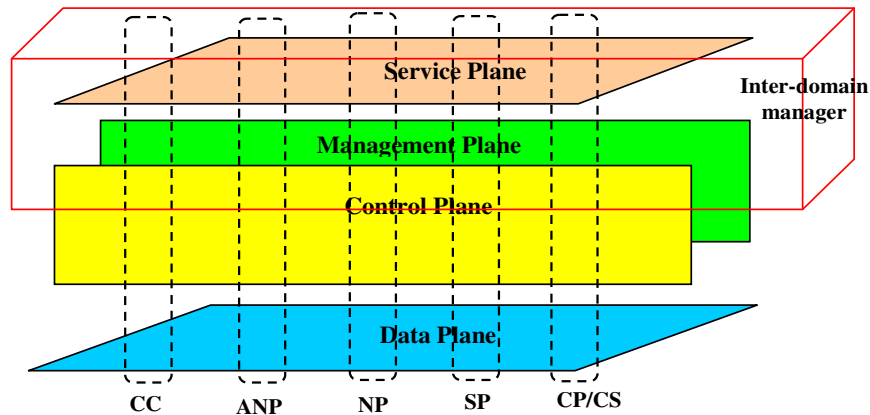 Service Plane
Inter-domain
manager
Management Plane
Control Plane
Data Plane
CC
ANP
NP
SP
CP/CS